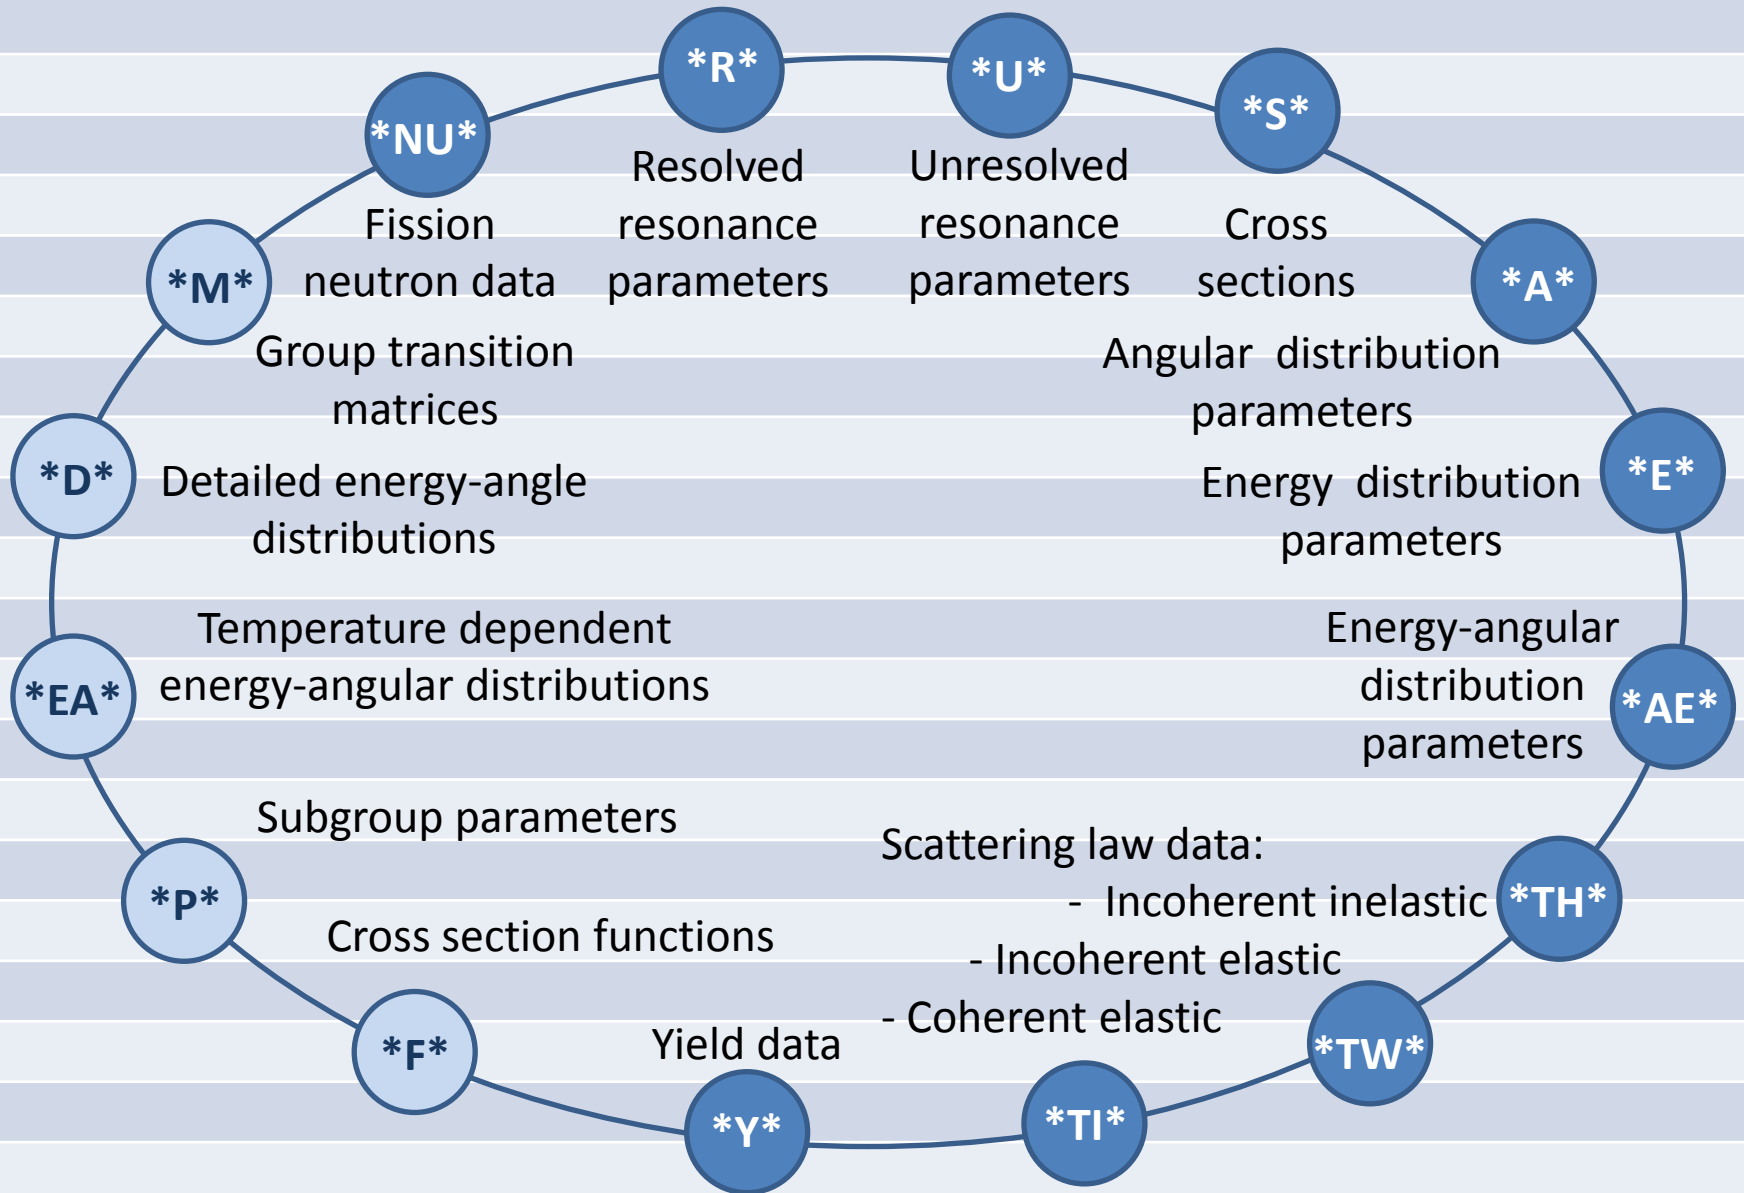 *R*
Resolved
resonance
parameters
*U*
Unresolved
resonance
parameters
*S*
Cross
sections
*A*
Angular distribution
parameters
*E*
Energy distribution
parameters
*AE*
Energy-angular
distribution
parameters
Scattering law data:
- Incoherent inelastic
*TH*
- Incoherent elastic
*TW*
- Coherent elastic
*TI*
Yield data
*Y*
Cross section functions
*F*
Subgroup parameters
*P*
Temperature dependent
energy-angular distributions
*EA*
Detailed energy-angle
distributions
*D*
Group transition
matrices
*M*
Fission
neutron data
*NU*